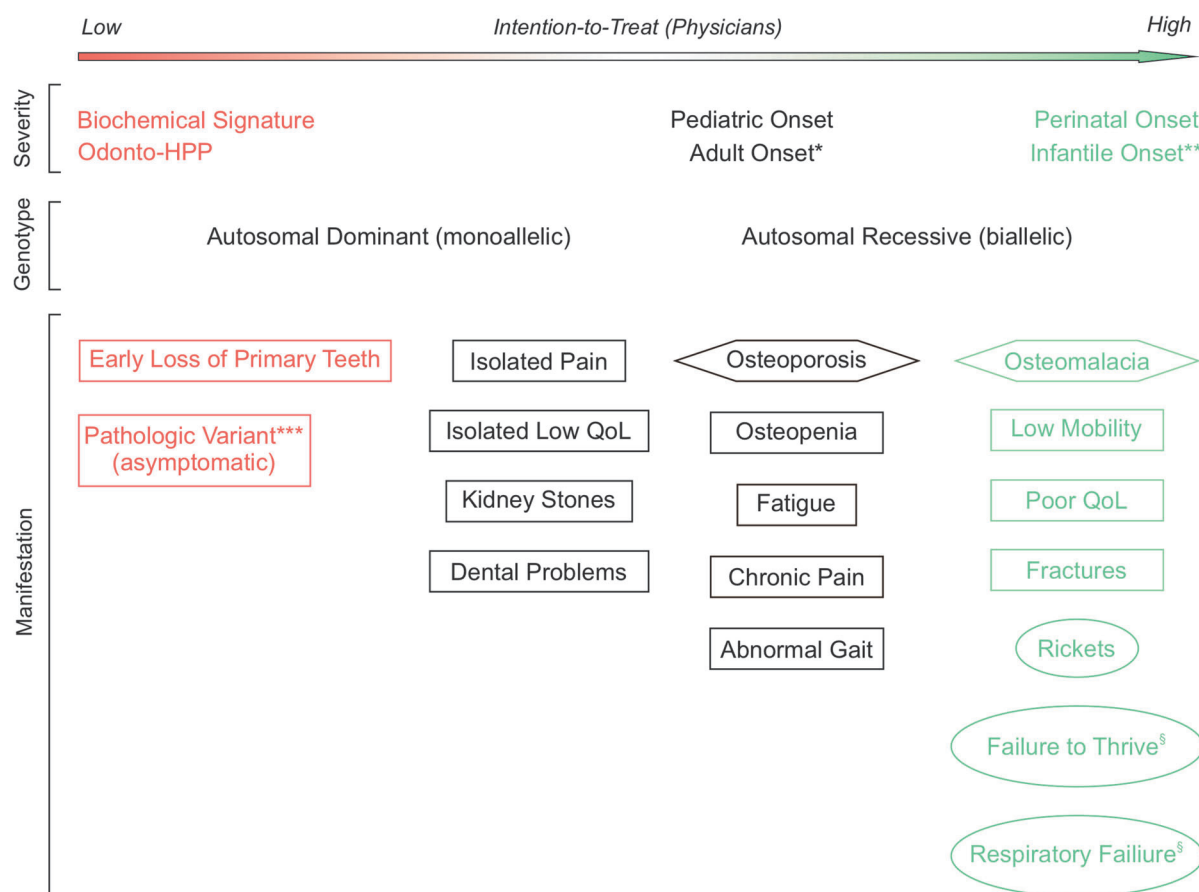 Low Intention-to-Treat (Physicians) High
Severity
Biochemical Signature Pediatric Onset Perinatal Onset
Odonto-HPP Adult Onset* Infantile Onset**
Genotype
Autosomal Dominant (monoallelic) Autosomal Recessive (biallelic)
Manifestation
Early Loss of Primary Teeth Isolated Pain Osteoporosis Osteomalacia
Pathologic Variant*** Isolated Low QoL Osteopenia Low Mobility
(asymptomatic)
Kidney Stones Fatigue Poor QoL
Dental Problems Chronic Pain Fractures
Abnormal Gait Rickets
Failure to Thrive§
Respiratory Failiure§